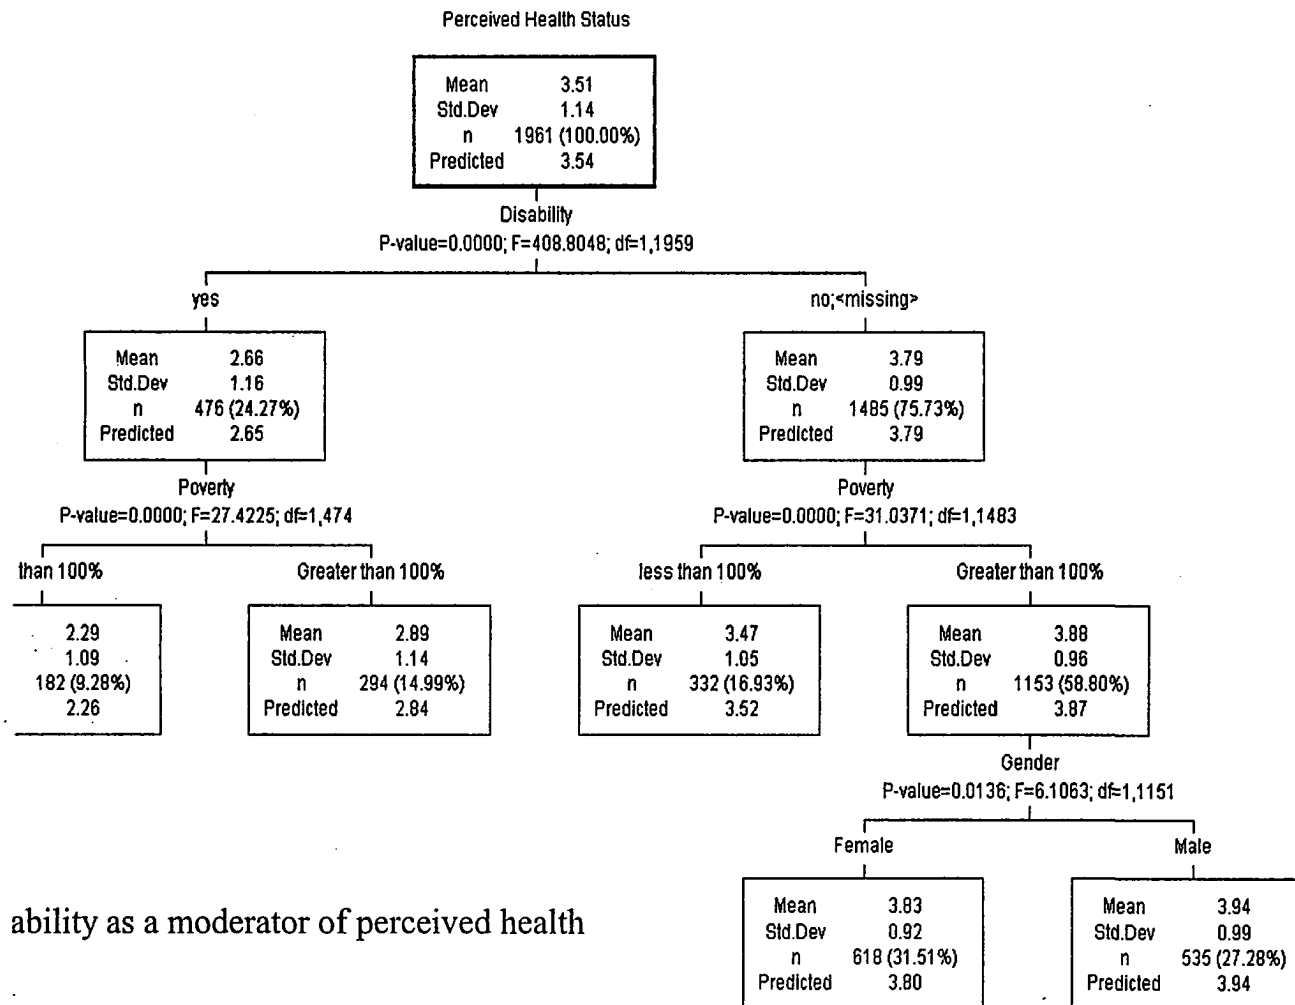 Perceived Health Status
Mean 3.51
Std.Dev 1.14
n 1961 (100.00%)
Predicted 3.54
Disability
P-value=0.0000; F=408.8048; df=1,1959
yes
no;<missing>
Mean 2.66
Std.Dev 1.16
n 476 (24.27%)
Predicted 2.65
Mean 3.79
Std.Dev 0.99
n 1485 (75.73%)
Predicted 3.79
Poverty
P-value=0.0000; F=27.4225; df=1,474
Poverty
P-value=0.0000; F=31.0371; df=1,1483
than 100%
Greater than 100%
less than 100%
Greater than 100%
2.29
1.09
182 (9.28%)
2.26
Mean 2.89
Std.Dev 1.14
n 294 (14.99%)
Predicted 2.84
Mean 3.47
Std.Dev 1.05
n 332 (16.93%)
Predicted 3.52
Mean 3.88
Std.Dev 0.96
n 1153 (58.80%)
Predicted 3.87
Gender
P-value=0.0136; F=6.1063; df=1,1151
Female
Male
Mean 3.83
Std.Dev 0.92
n 618 (31.51%)
Predicted 3.80
Mean 3.94
Std.Dev 0.99
n 535 (27.28%)
Predicted 3.94
ability as a moderator of perceived health